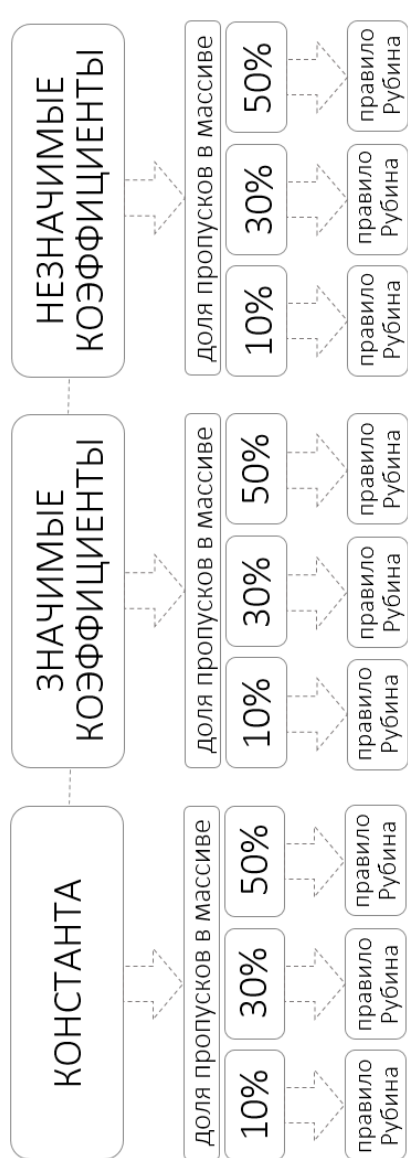 КОНСТАНТА
доля пропусков в массиве
10%
30%
50%
правило
Рубина
правило
Рубина
правило
Рубина
ЗНАЧИМЫЕ
КОЭФФИЦИЕНТЫ
доля пропусков в массиве
10%
30%
50%
правило
Рубина
правило
Рубина
правило
Рубина
НЕЗНАЧИМЫЕ
КОЭФФИЦИЕНТЫ
доля пропусков в массиве
10%
30%
50%
правило
Рубина
правило
Рубина
правило
Рубина